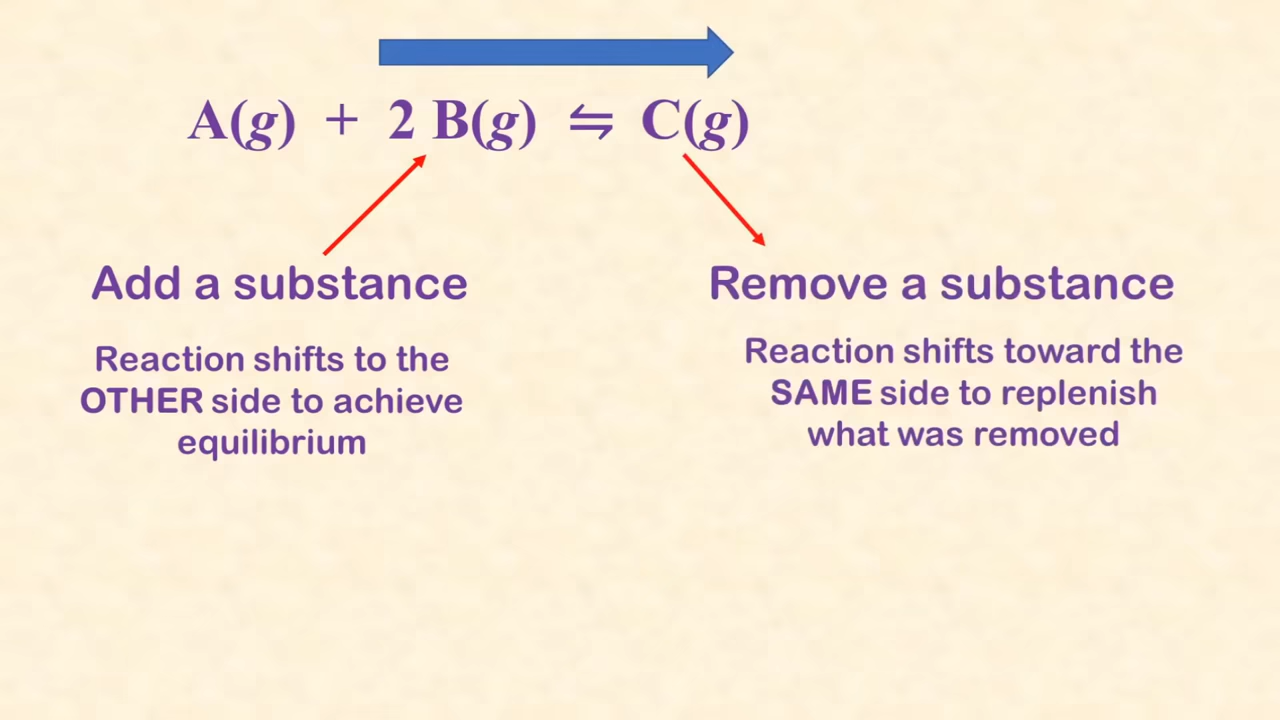 A(g) + 2 B(g) ⇋ C(g)
Add a substance
Reaction shifts to the
OTHER side to achieve
equilibrium
Remove a substance
Reaction shifts toward the
SAME side to replenish
what was removed